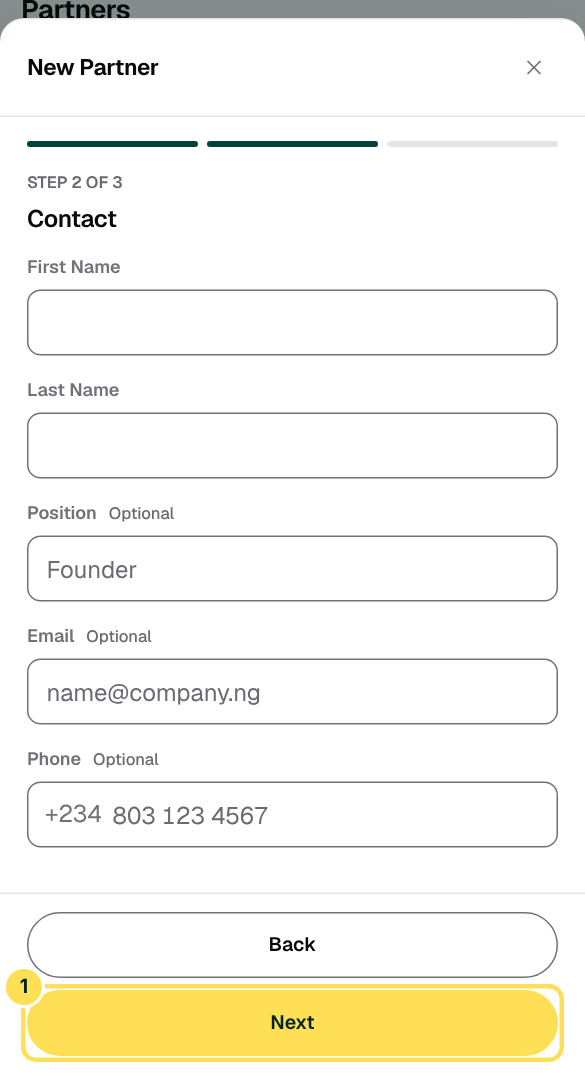 Partners
New Partner
STEP 2 OF 3
Contact
First Name
Last Name
Position Optional
Founder
Email Optional
name@company.ng
Phone Optional
+234 803 123 4567
Back
1
Next